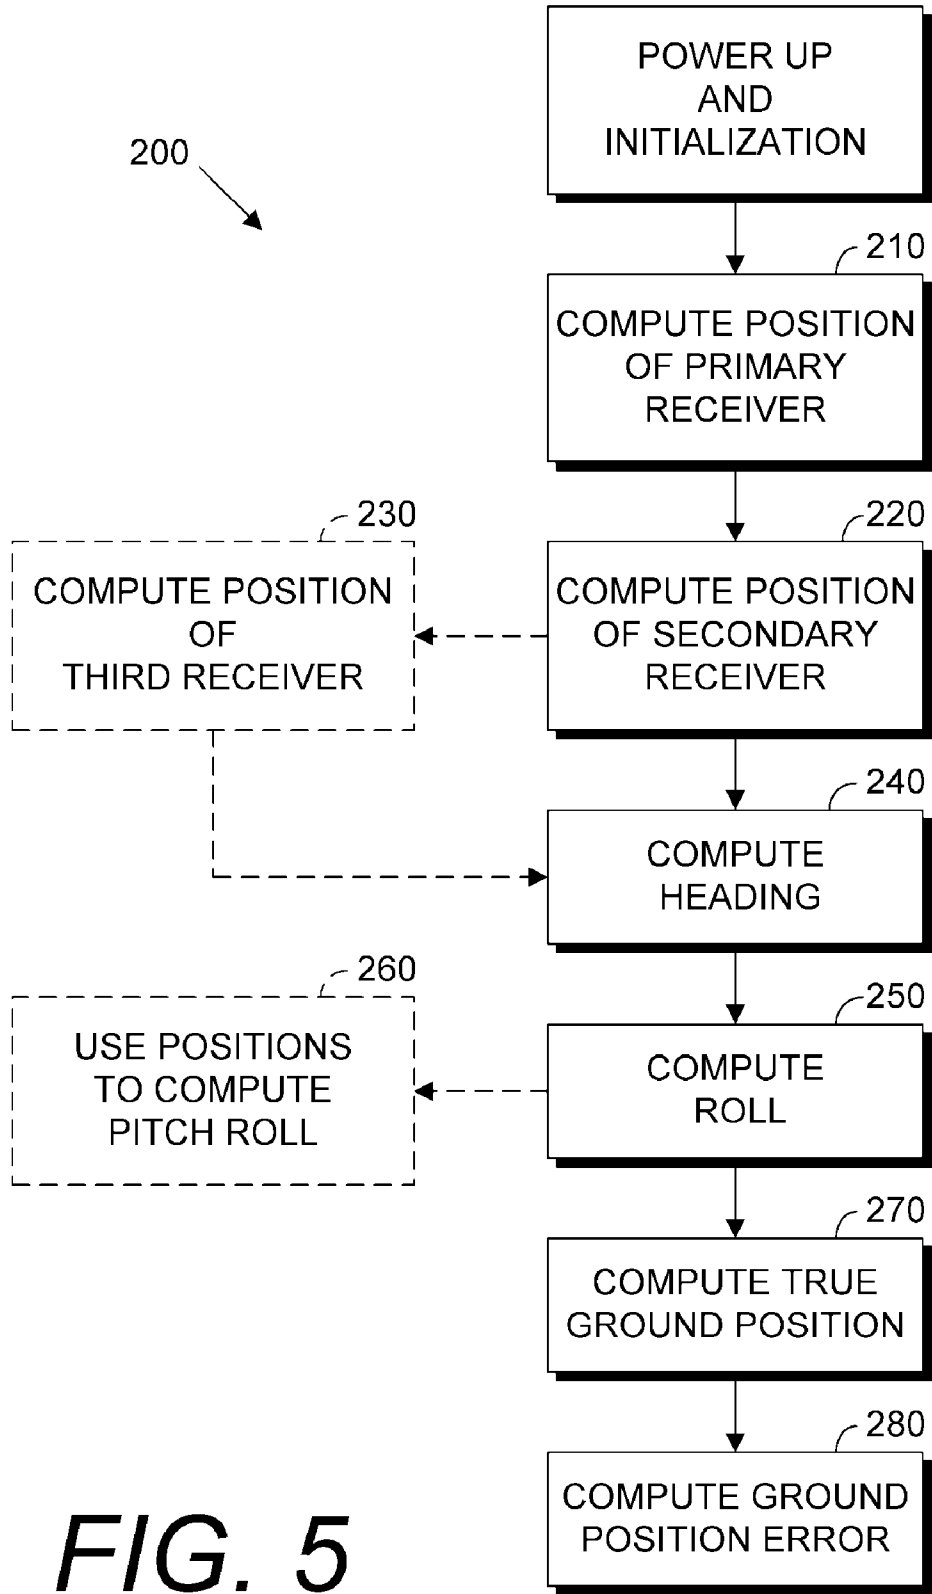 POWER UP
AND
INITIALIZATION
200
210
COMPUTE POSITION
OF PRIMARY
RECEIVER
230
COMPUTE POSITION
OF
THIRD RECEIVER
220
COMPUTE POSITION
OF SECONDARY
RECEIVER
240
COMPUTE
HEADING
260
USE POSITIONS
TO COMPUTE
PITCH ROLL
250
COMPUTE
ROLL
270
COMPUTE TRUE
GROUND POSITION
280
COMPUTE GROUND
POSITION ERROR
FIG. 5